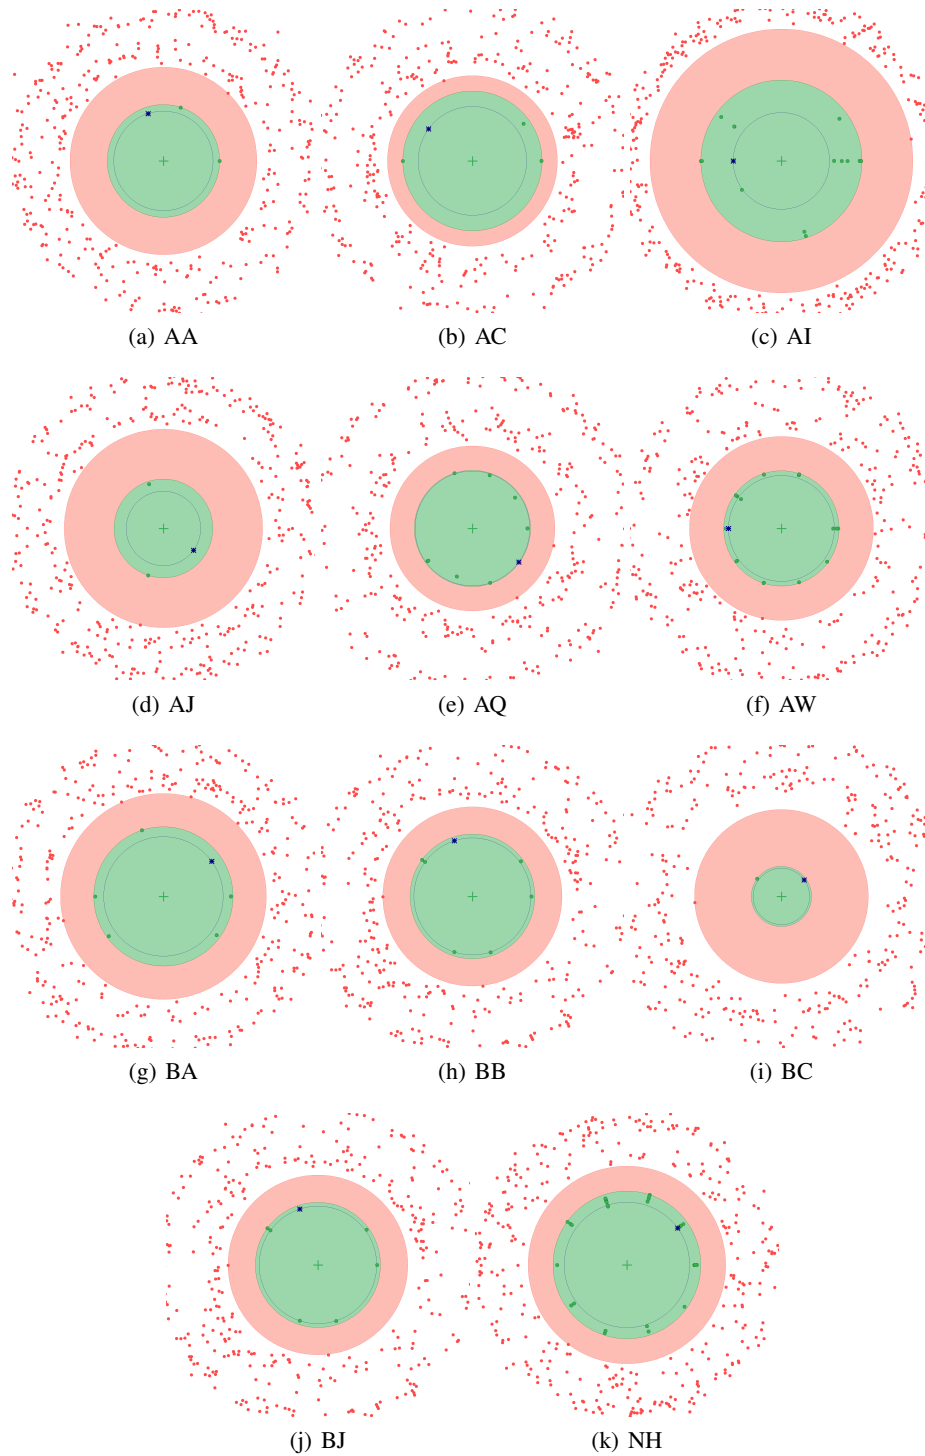 (a) AA
(b) AC
(c) AI
(d) AJ
(e) AQ
(f) AW
(g) BA
(h) BB
(i) BC
(j) BJ
(k) NH